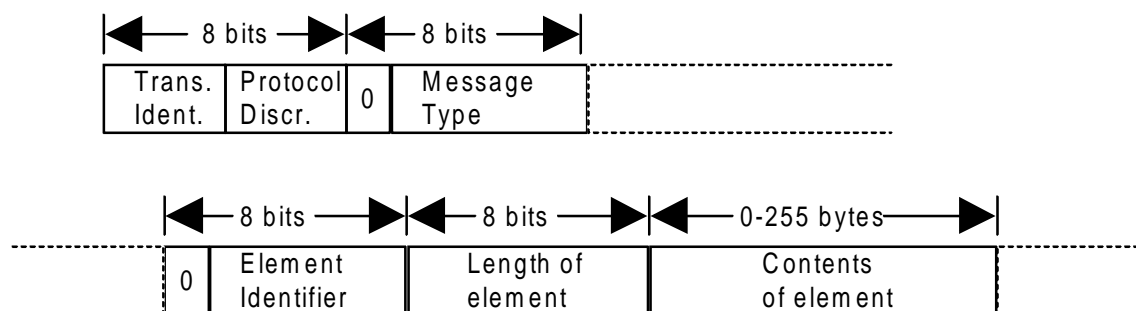 8 bits 8 bits
Trans. Protocol 0 Message
Ident. Discr. Type
8 bits 8 bits 0-255 bytes
0 Element Length of Contents
Identifier element of element